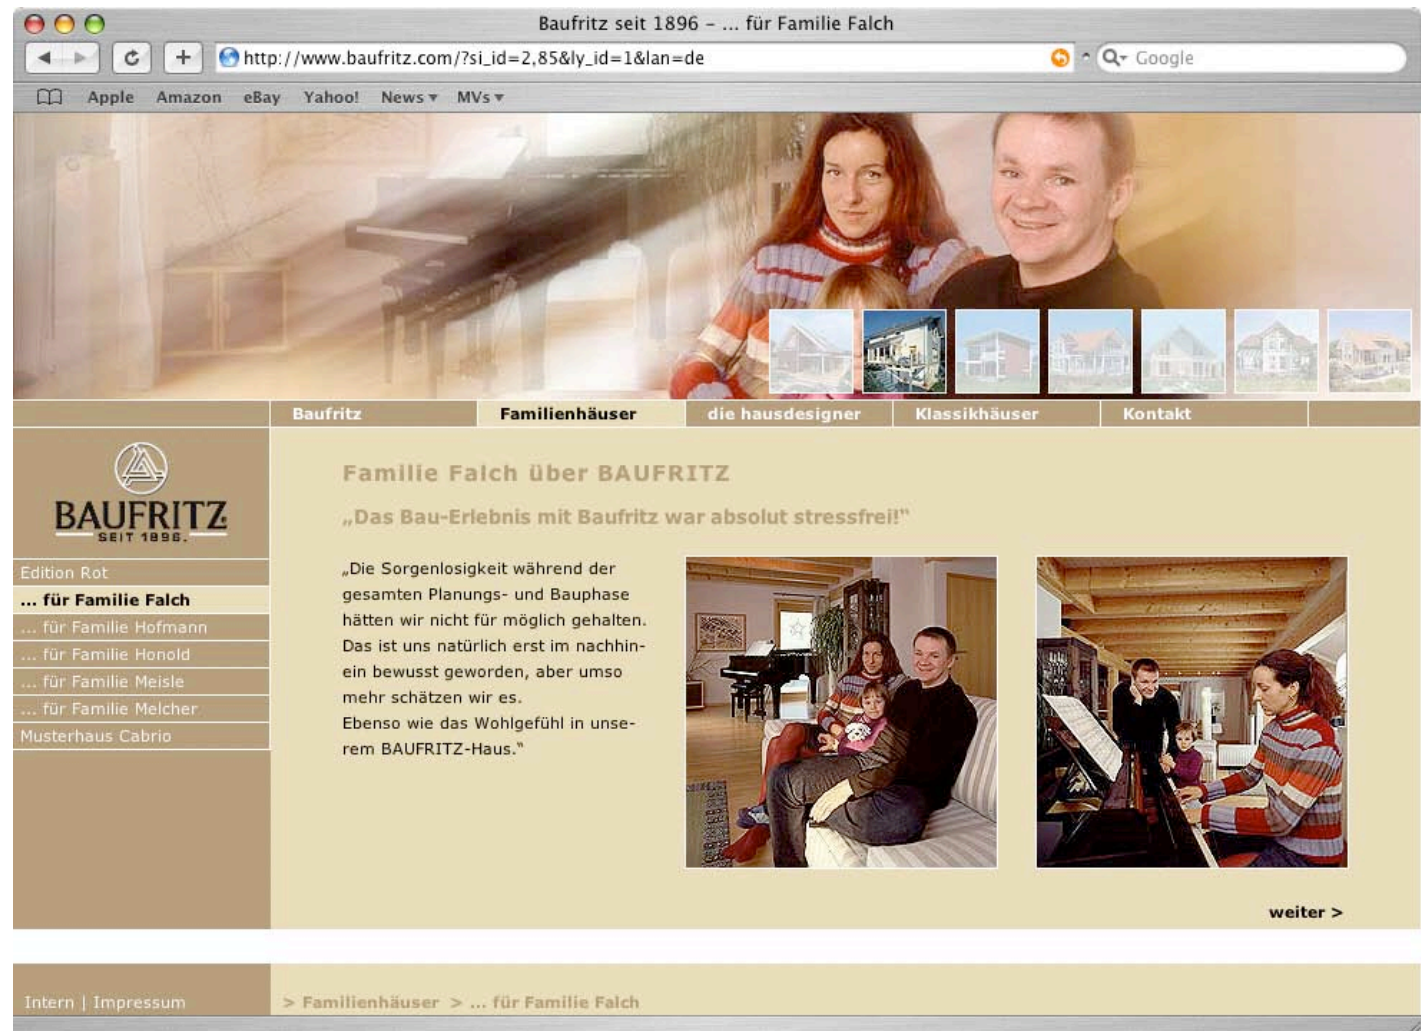 Baufritz seit 1896 – ... für Familie Falch
http://www.baufritz.com/?si_id=2,85&ly_id=1&lan=de
Google
Apple Amazon eBay Yahoo! News MVs
Baufritz Familienhäuser die hausdesigner Klassikhäuser Kontakt
BAUFRITZ
SEIT 1896.
Edition Rot
... für Familie Falch
... für Familie Hofmann
... für Familie Honold
... für Familie Meisle
... für Familie Melcher
Musterhaus Cabrio
Familie Falch über BAUFRITZ
„Das Bau-Erlebnis mit Baufritz war absolut stressfrei!"
„Die Sorgenlosigkeit während der
gesamten Planungs- und Bauphase
hätten wir nicht für möglich gehalten.
Das ist uns natürlich erst im nachhin-
ein bewusst geworden, aber umso
mehr schätzen wir es.
Ebenso wie das Wohlgefühl in unse-
rem BAUFRITZ-Haus."
weiter >
Intern | Impressum
> Familienhäuser > ... für Familie Falch